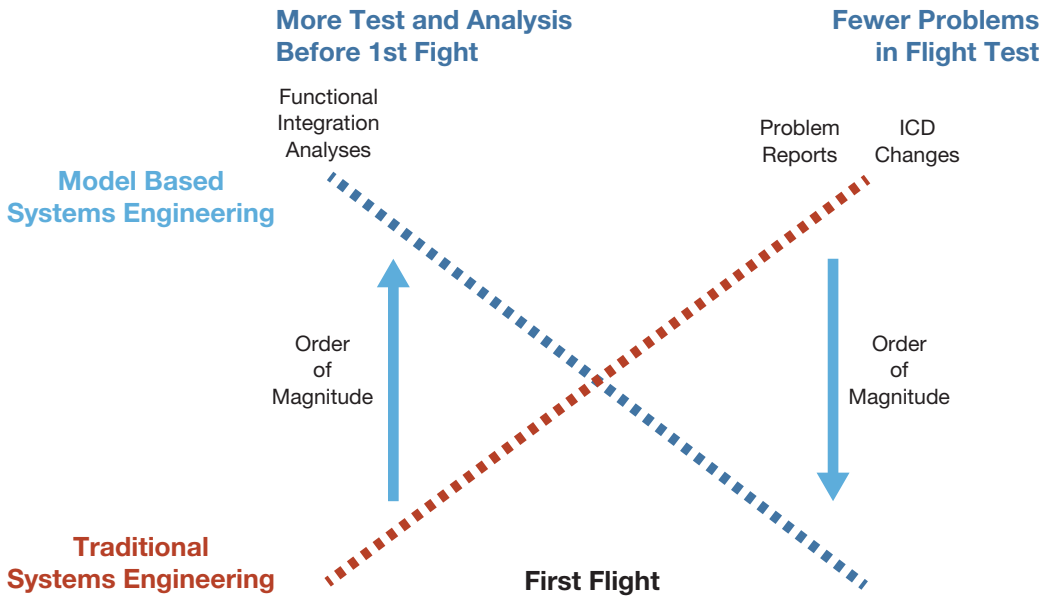 More Test and Analysis
Before 1st Fight
Fewer Problems
in Flight Test
Functional
Integration
Analyses
Problem
Reports
ICD
Changes
Model Based
Systems Engineering
Order
of
Magnitude
Order
of
Magnitude
Traditional
Systems Engineering
First Flight